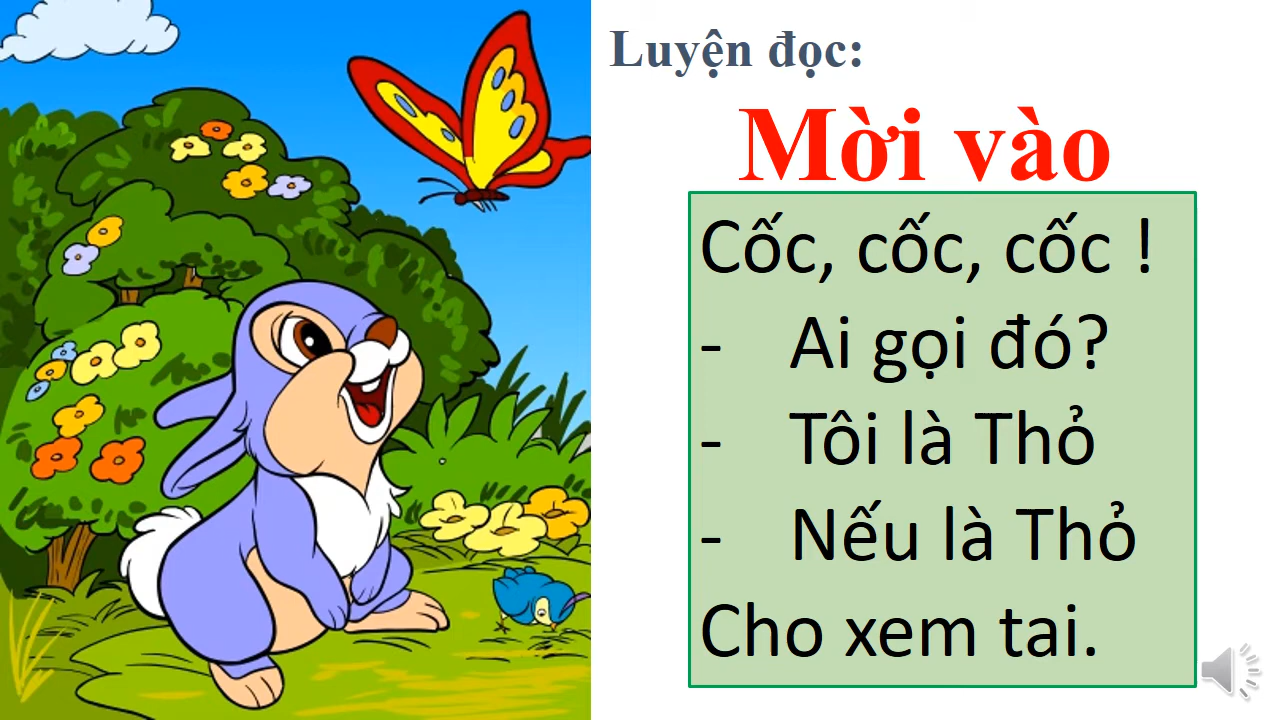 Luyện đọc:
Mời vào
Cốc, cốc, cốc !
- Ai gọi đó?
- Tôi là Thỏ
- Nếu là Thỏ
Cho xem tai.